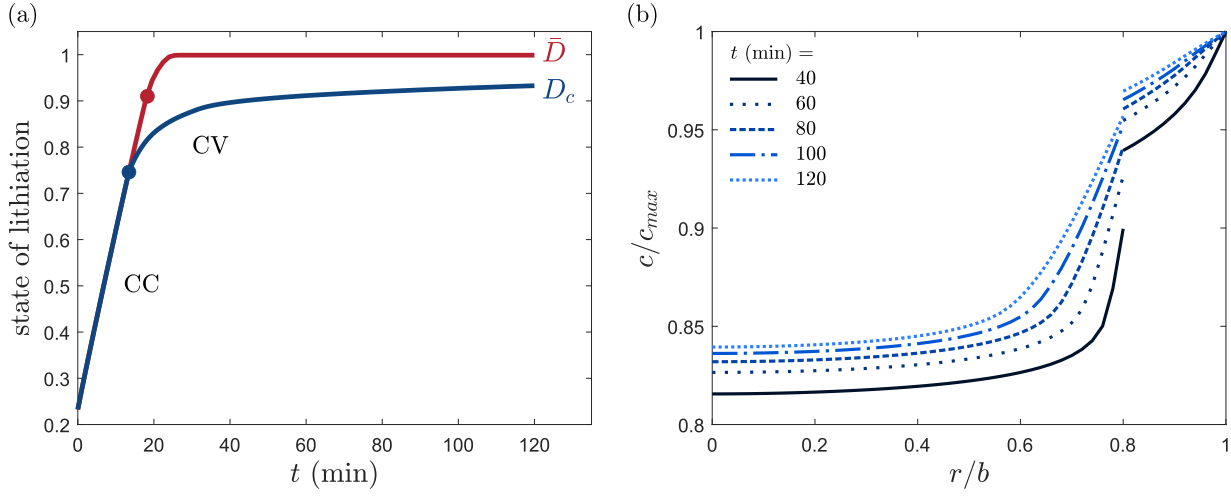 (a)
state of lithiation
1
0.9
0.8
0.7
0.6
0.5
0.4
0.3
0.2
D̄
D_c
CV
CC
0 20 40 60 80 100 120
t (min)
(b)
c/c_max
1
0.95
0.9
0.85
0.8
t (min) =
40
60
80
100
120
0 0.2 0.4 0.6 0.8 1
r/b